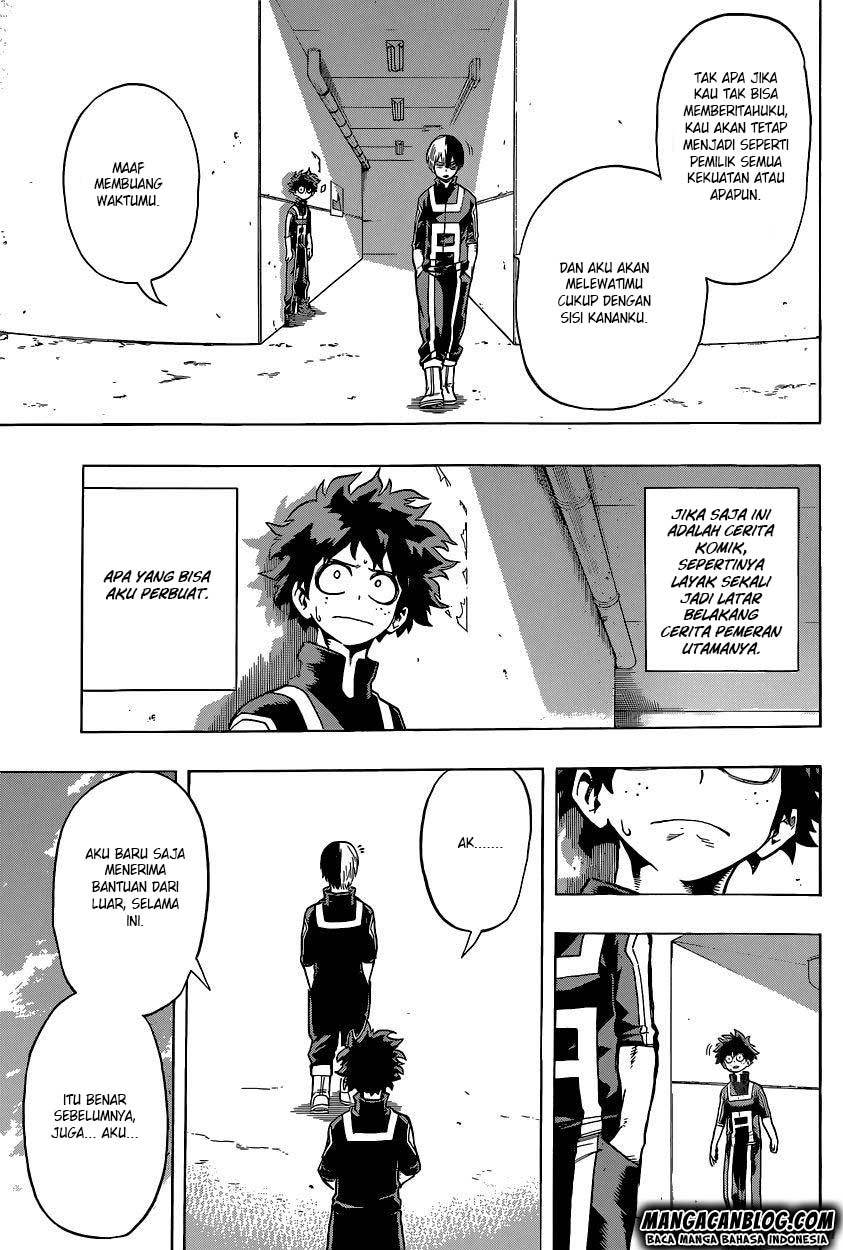 TAK APA JIKA
KAU TAK BISA
MEMBERITAHUKU,
KAU AKAN TETAP
MENJADI SEPERTI
PEMILIK SEMUA
KEKUATAN ATAU
APAPUN.
DAN AKU AKAN
MELEWATIMU
CUKUP DENGAN
SISI KANANKU.
MAAF
MEMBUANG
WAKTUMU.
JIKA SAJA INI
ADALAH CERITA
KOMIK,
SEPERTINYA
LAYAK SEKALI
JADI LATAR
BELAKANG
CERITA PEMERAN
UTAMANYA.
APA YANG BISA
AKU PERBUAT.
AK.......
AKU BARU SAJA
MENERIMA
BANTUAN DARI
LUAR, SELAMA
INI.
ITU BENAR
SEBELUMNYA,
JUGA... AKU...
MANGACANBLOG.COM
BACA MANGA BAHASA INDONESIA